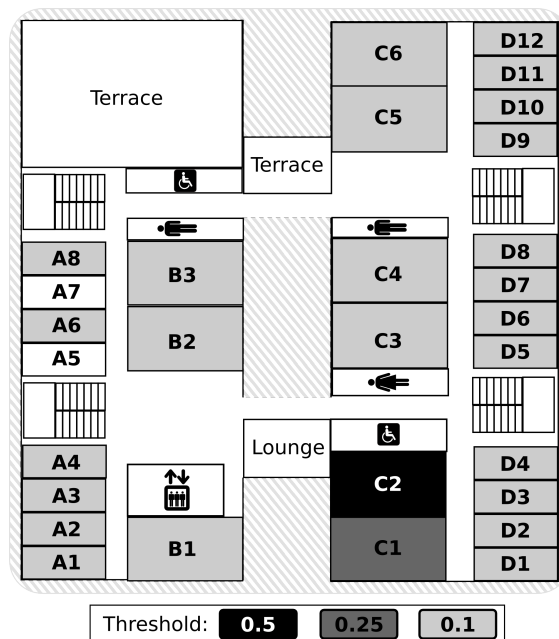 C6
D12
D11
Terrace
C5
D10
D9
Terrace
A8
B3
C4
D8
A7
D7
A6
B2
C3
D6
A5
D5
Lounge
A4
C2
D4
A3
D3
A2
B1
C1
D2
A1
D1
Threshold: 0.5 0.25 0.1